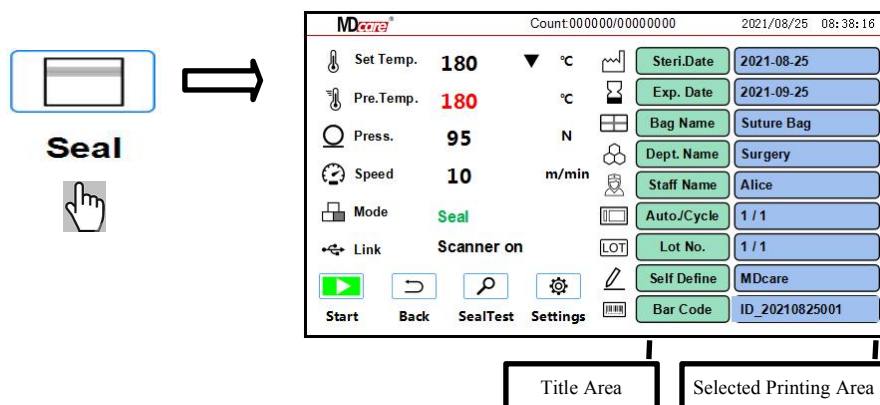 Seal
MDcare®
Count:000000/00000000
2021/08/25 08:38:16
Set Temp. 180 ▼ ℃
Pre.Temp. 180 ℃
Press. 95 N
Speed 10 m/min
Mode Seal
Link Scanner on
Start Back SealTest Settings
Steri.Date 2021-08-25
Exp. Date 2021-09-25
Bag Name Suture Bag
Dept. Name Surgery
Staff Name Alice
Auto./Cycle 1 / 1
LOT Lot No. 1 / 1
Self Define MDcare
Bar Code ID_20210825001
Title Area
Selected Printing Area